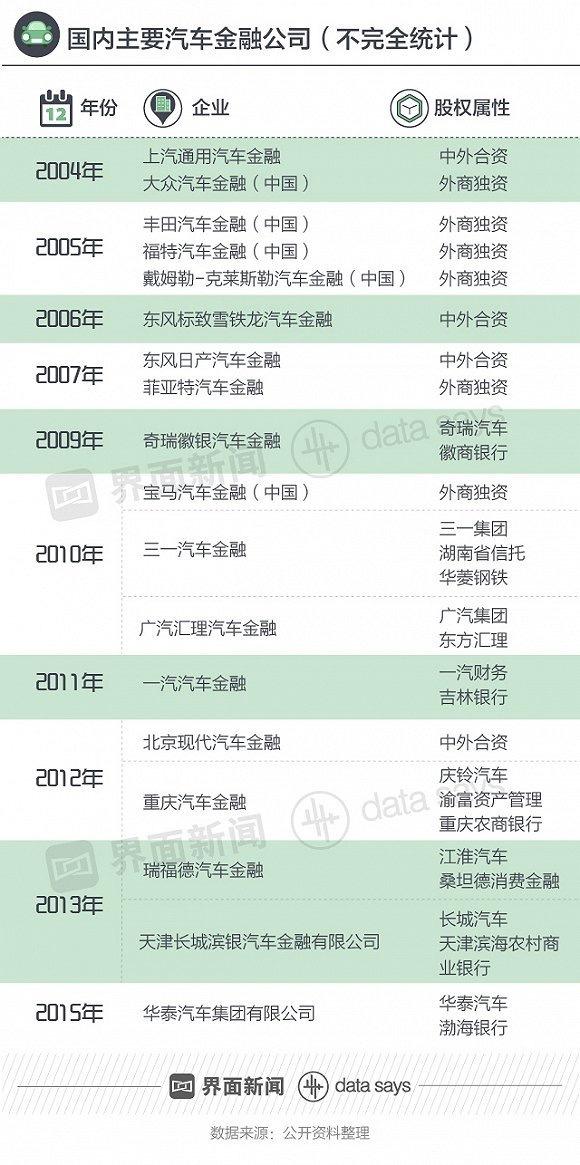 国内主要汽车金融公司（不完全统计）
12 年份 企业 股权属性
2004年
上汽通用汽车金融 中外合资
大众汽车金融（中国） 外商独资
2005年
丰田汽车金融（中国） 外商独资
福特汽车金融（中国） 外商独资
戴姆勒-克莱斯勒汽车金融（中国） 外商独资
2006年 东风标致雪铁龙汽车金融 中外合资
2007年
东风日产汽车金融 中外合资
菲亚特汽车金融 外商独资
2009年 奇瑞徽银汽车金融
奇瑞汽车
徽商银行
界面新闻 data says
2010年
宝马汽车金融（中国） 外商独资
三一汽车金融
三一集团
湖南省信托
华菱钢铁
广汽汇理汽车金融
广汽集团
东方汇理
2011年 一汽汽车金融
一汽财务
吉林银行
2012年
北京现代汽车金融 中外合资
重庆汽车金融
庆铃汽车
渝富资产管理
重庆农商银行
界面新闻 data says
2013年
瑞福德汽车金融
江淮汽车
桑坦德消费金融
天津长城滨银汽车金融有限公司
长城汽车
天津滨海农村商
业银行
2015年 华泰汽车集团有限公司
华泰汽车
渤海银行
界面新闻 data says
数据来源：公开资料整理